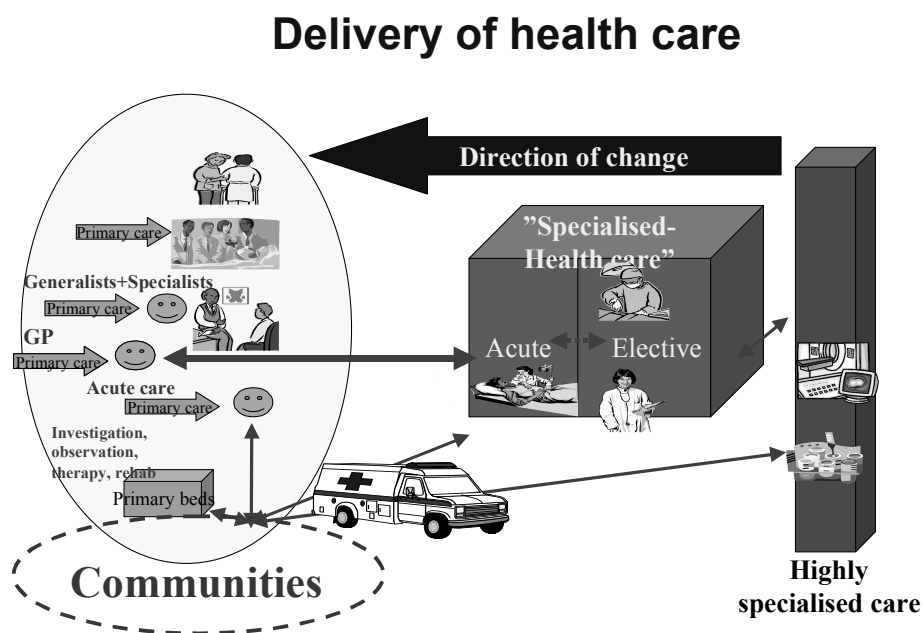 Delivery of health care
Direction of change
Primary care
Generalists+Specialists
Primary care
GP
Primary care
Acute care
Primary care
Investigation,
observation,
therapy, rehab
Primary beds
Communities
”Specialised-
Health care”
Acute
Elective
Highly
specialised care